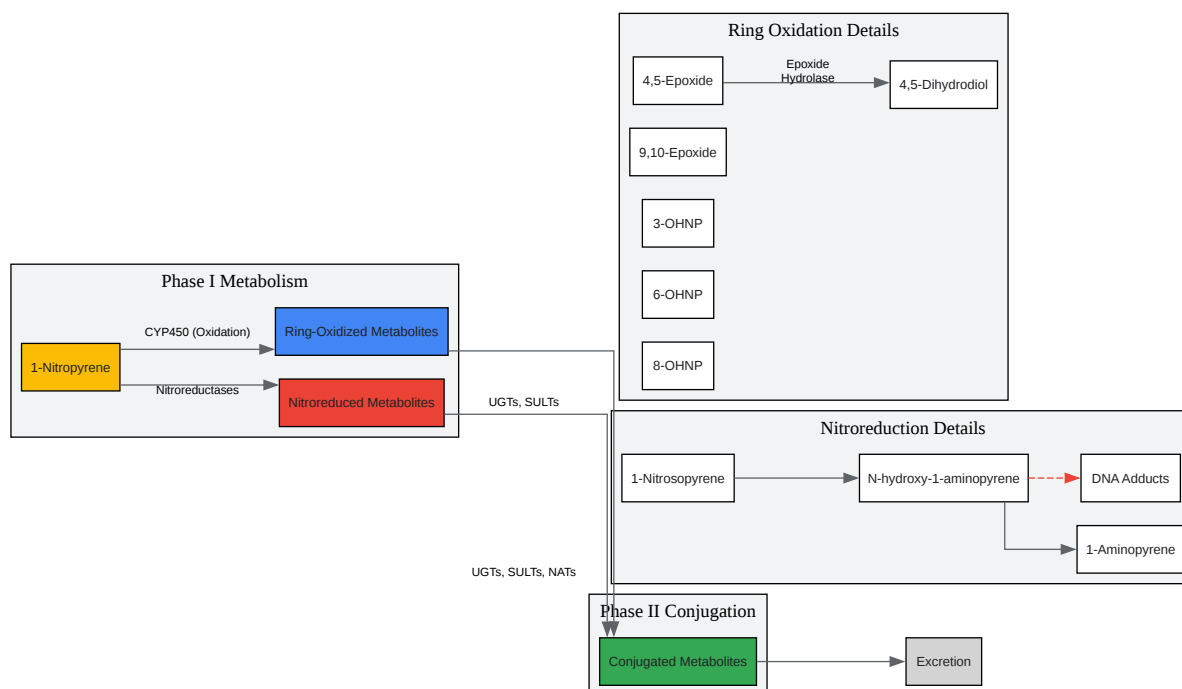 Ring Oxidation Details
4,5-Epoxide
Epoxide
Hydrolase
4,5-Dihydrodiol
9,10-Epoxide
3-OHNP
6-OHNP
8-OHNP
Phase I Metabolism
1-Nitropyrene
CYP450 (Oxidation)
Ring-Oxidized Metabolites
Nitroreductases
Nitroreduced Metabolites
UGTs, SULTs
Nitroreduction Details
1-Nitrosopyrene
N-hydroxy-1-aminopyrene
DNA Adducts
1-Aminopyrene
UGTs, SULTs, NATs
Phase II Conjugation
Conjugated Metabolites
Excretion